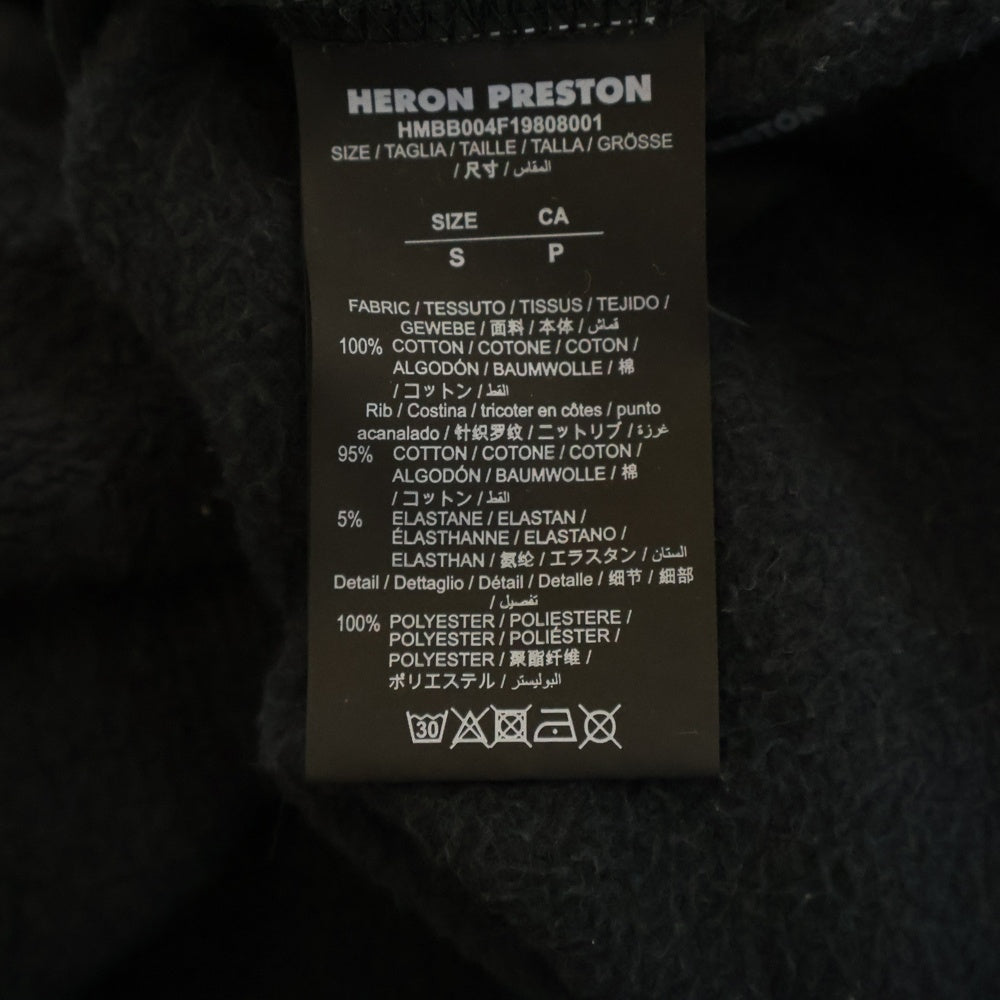 HERON PRESTON
HMBB004F19808001
SIZE / TAGLIA / TAILLE / TALLA / GRÖSSE
/ 尺寸 / المقاس
SIZE CA
S P
FABRIC / TESSUTO / TISSUS / TEJIDO /
GEWEBE / 面料 / 本体 / قماش
100% COTTON / COTONE / COTON /
ALGODÓN / BAUMWOLLE / 棉
/ コットン / القط
Rib / Costina / tricoter en côtes / punto
acanalado / 针织罗纹 / ニットリブ / غرزة
95% COTTON / COTONE / COTON /
ALGODÓN / BAUMWOLLE / 棉
/ コットン / القط
5% ELASTANE / ELASTAN /
ÉLASTHANNE / ELASTANO /
ELASTHAN / 氨纶 / エラスタン / الستان
Detail / Dettaglio / Détail / Detalle / 细节 / 細部
/ تفصيل
100% POLYESTER / POLIESTERE /
POLYESTER / POLIÉSTER /
POLYESTER / 聚酯纤维 /
ポリエステル / البوليستر
30